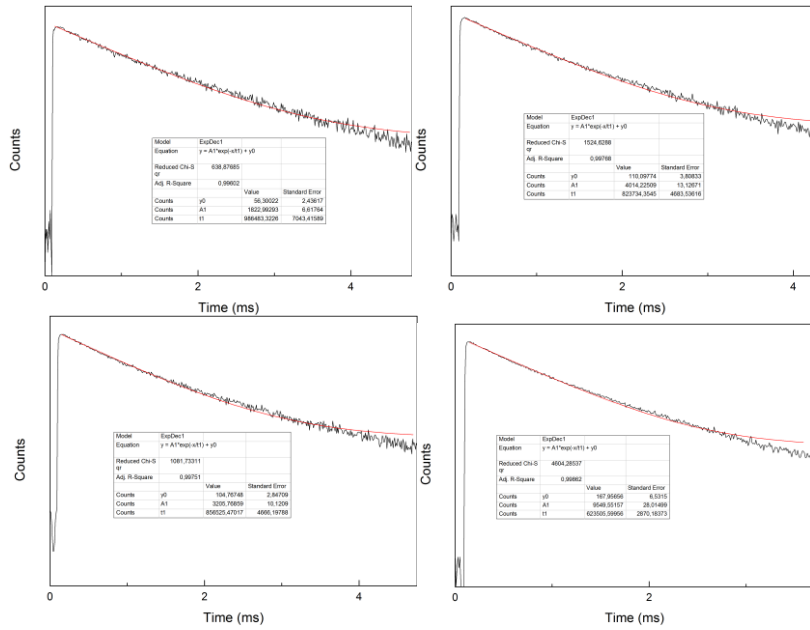 Counts
Model ExpDec1
Equation y = A1*exp(-x/t1) + y0
Reduced Chi-S
qr
638,87685
Adj. R-Square 0,99602
Value Standard Error
Counts y0 56,30022 2,43617
Counts A1 1822,98293 6,61764
Counts t1 986483,3226 7043,41589
0 2 4
Time (ms)
Counts
Model ExpDec1
Equation y = A1*exp(-x/t1) + y0
Reduced Chi-S
qr
1524,6288
Adj. R-Square 0,99768
Value Standard Error
Counts y0 110,09774 3,80833
Counts A1 4014,22509 13,12671
Counts t1 823734,3545 4683,53616
0 2 4
Time (ms)
Counts
Model ExpDec1
Equation y = A1*exp(-x/t1) + y0
Reduced Chi-S
qr
1081,73311
Adj. R-Square 0,99751
Value Standard Error
Counts y0 104,76748 2,84709
Counts A1 3205,76859 10,1209
Counts t1 856525,47017 4666,19788
0 2 4
Time (ms)
Counts
Model ExpDec1
Equation y = A1*exp(-x/t1) + y0
Reduced Chi-S
qr
4604,28537
Adj. R-Square 0,99862
Value Standard Error
Counts y0 167,95656 6,5315
Counts A1 9549,55157 28,01499
Counts t1 623505,59956 2870,18373
0 2
Time (ms)